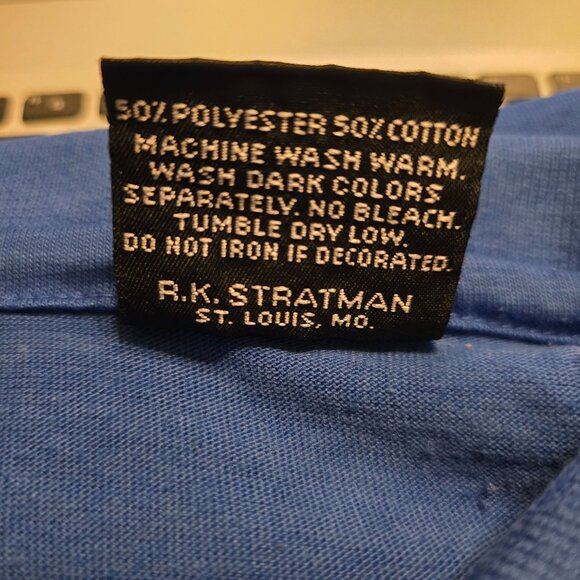 50% POLYESTER 50% COTTON
MACHINE WASH WARM.
WASH DARK COLORS
SEPARATELY. NO BLEACH.
TUMBLE DRY LOW.
DO NOT IRON IF DECORATED.
R.K. STRATMAN
ST. LOUIS, MO.